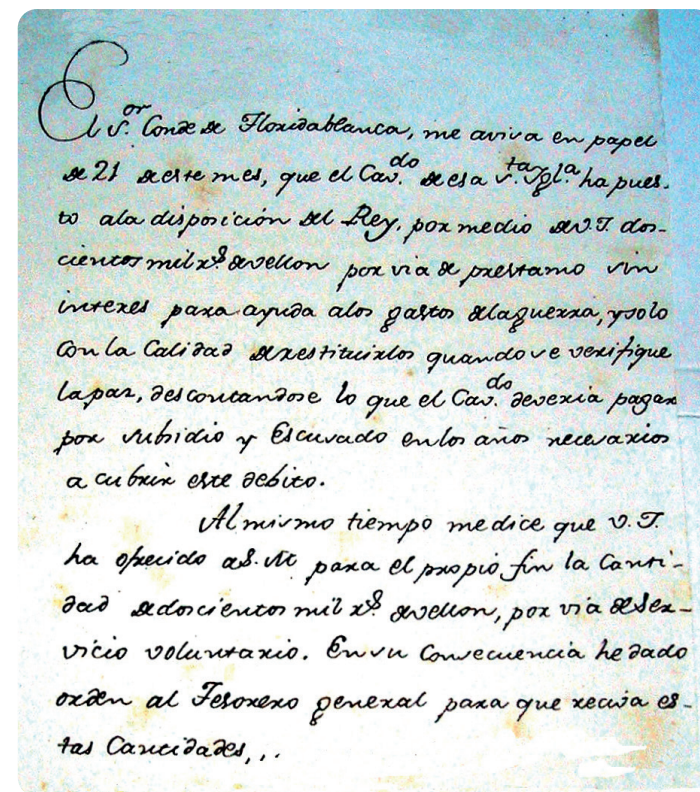 El S.or Conde de Floridablanca, me avisa en papel
de 21 de este mes, que el Cav.do de esa S.ta Ygl.a ha pues-
to ala disposición del Rey, por medio de V.I. dos-
cientos mil r.s de vellon por via de prestamo sin
interes para ayuda alos gastos dela guerra, y solo
con la Calidad de restituirlos quando se verifique
la paz, descontandose lo que el Cav.do deveria pagar
por subsidio y Escusado en los años necesarios
a cubrir este debito.
Al mismo tiempo me dice que V.I.
ha ofrecido a S.M para el propio fin la Canti-
dad de doscientos mil r.s de vellon, por via de Ser-
vicio voluntario. En su Consecuencia he dado
orden al Tesorero general para que reciva es-
tas Cantidades,..